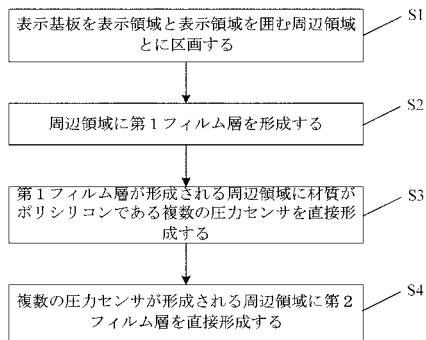 表示基板を表示領域と表示領域を囲む周辺領域
とに区画する
S1
周辺領域に第1フィルム層を形成する
S2
第1フィルム層が形成される周辺領域に材質が
ポリシリコンである複数の圧力センサを直接形
成する
S3
複数の圧力センサが形成される周辺領域に第2
フィルム層を直接形成する
S4